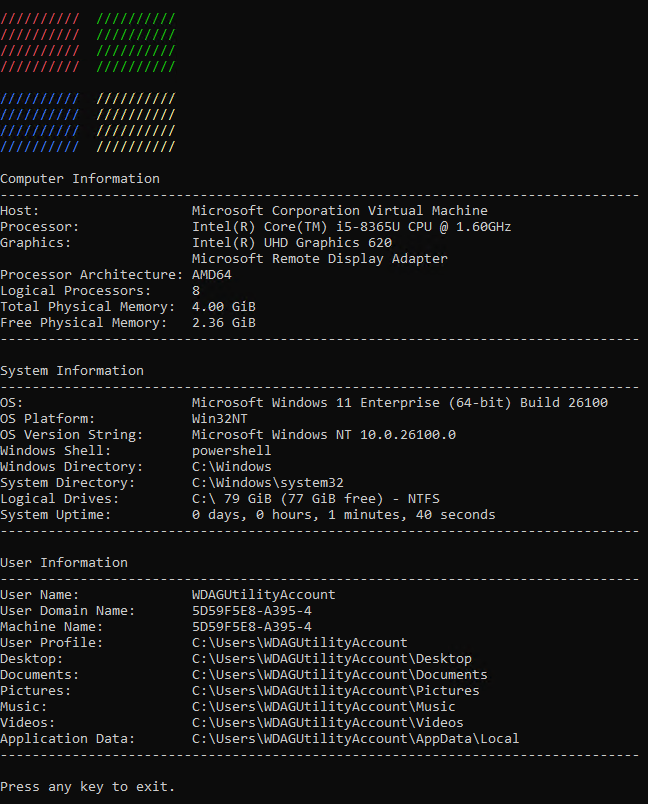 //////////  //////////
//////////  //////////
//////////  //////////
//////////  //////////
//////////  //////////
//////////  //////////
//////////  //////////
//////////  //////////
Computer Information
--------------------------------------------------------------------------------
Host:                   Microsoft Corporation Virtual Machine
Processor:              Intel(R) Core(TM) i5-8365U CPU @ 1.60GHz
Graphics:               Intel(R) UHD Graphics 620
                        Microsoft Remote Display Adapter
Processor Architecture: AMD64
Logical Processors:     8
Total Physical Memory:  4.00 GiB
Free Physical Memory:   2.36 GiB
--------------------------------------------------------------------------------
System Information
--------------------------------------------------------------------------------
OS:                     Microsoft Windows 11 Enterprise (64-bit) Build 26100
OS Platform:            Win32NT
OS Version String:      Microsoft Windows NT 10.0.26100.0
Windows Shell:          powershell
Windows Directory:      C:\Windows
System Directory:       C:\Windows\system32
Logical Drives:         C:\ 79 GiB (77 GiB free) - NTFS
System Uptime:          0 days, 0 hours, 1 minutes, 40 seconds
--------------------------------------------------------------------------------
User Information
--------------------------------------------------------------------------------
User Name:              WDAGUtilityAccount
User Domain Name:       5D59F5E8-A395-4
Machine Name:           5D59F5E8-A395-4
User Profile:           C:\Users\WDAGUtilityAccount
Desktop:                C:\Users\WDAGUtilityAccount\Desktop
Documents:              C:\Users\WDAGUtilityAccount\Documents
Pictures:               C:\Users\WDAGUtilityAccount\Pictures
Music:                  C:\Users\WDAGUtilityAccount\Music
Videos:                 C:\Users\WDAGUtilityAccount\Videos
Application Data:       C:\Users\WDAGUtilityAccount\AppData\Local
--------------------------------------------------------------------------------
Press any key to exit.